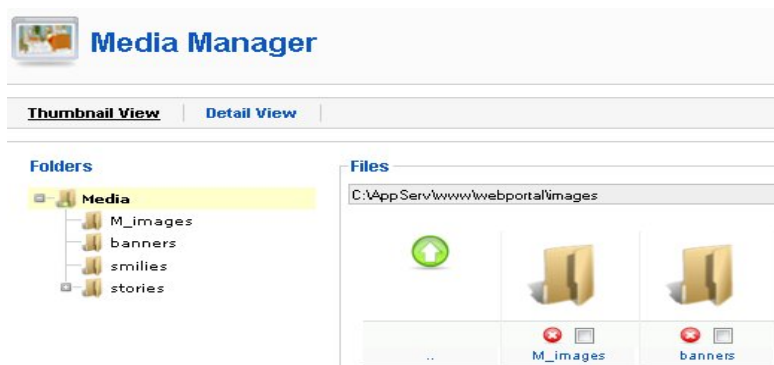 Media Manager
Thumbnail View
Detail View
Folders
Media
M_images
banners
smilies
stories
Files
C:\AppServ\www\webportal\images
..
M_images
banners